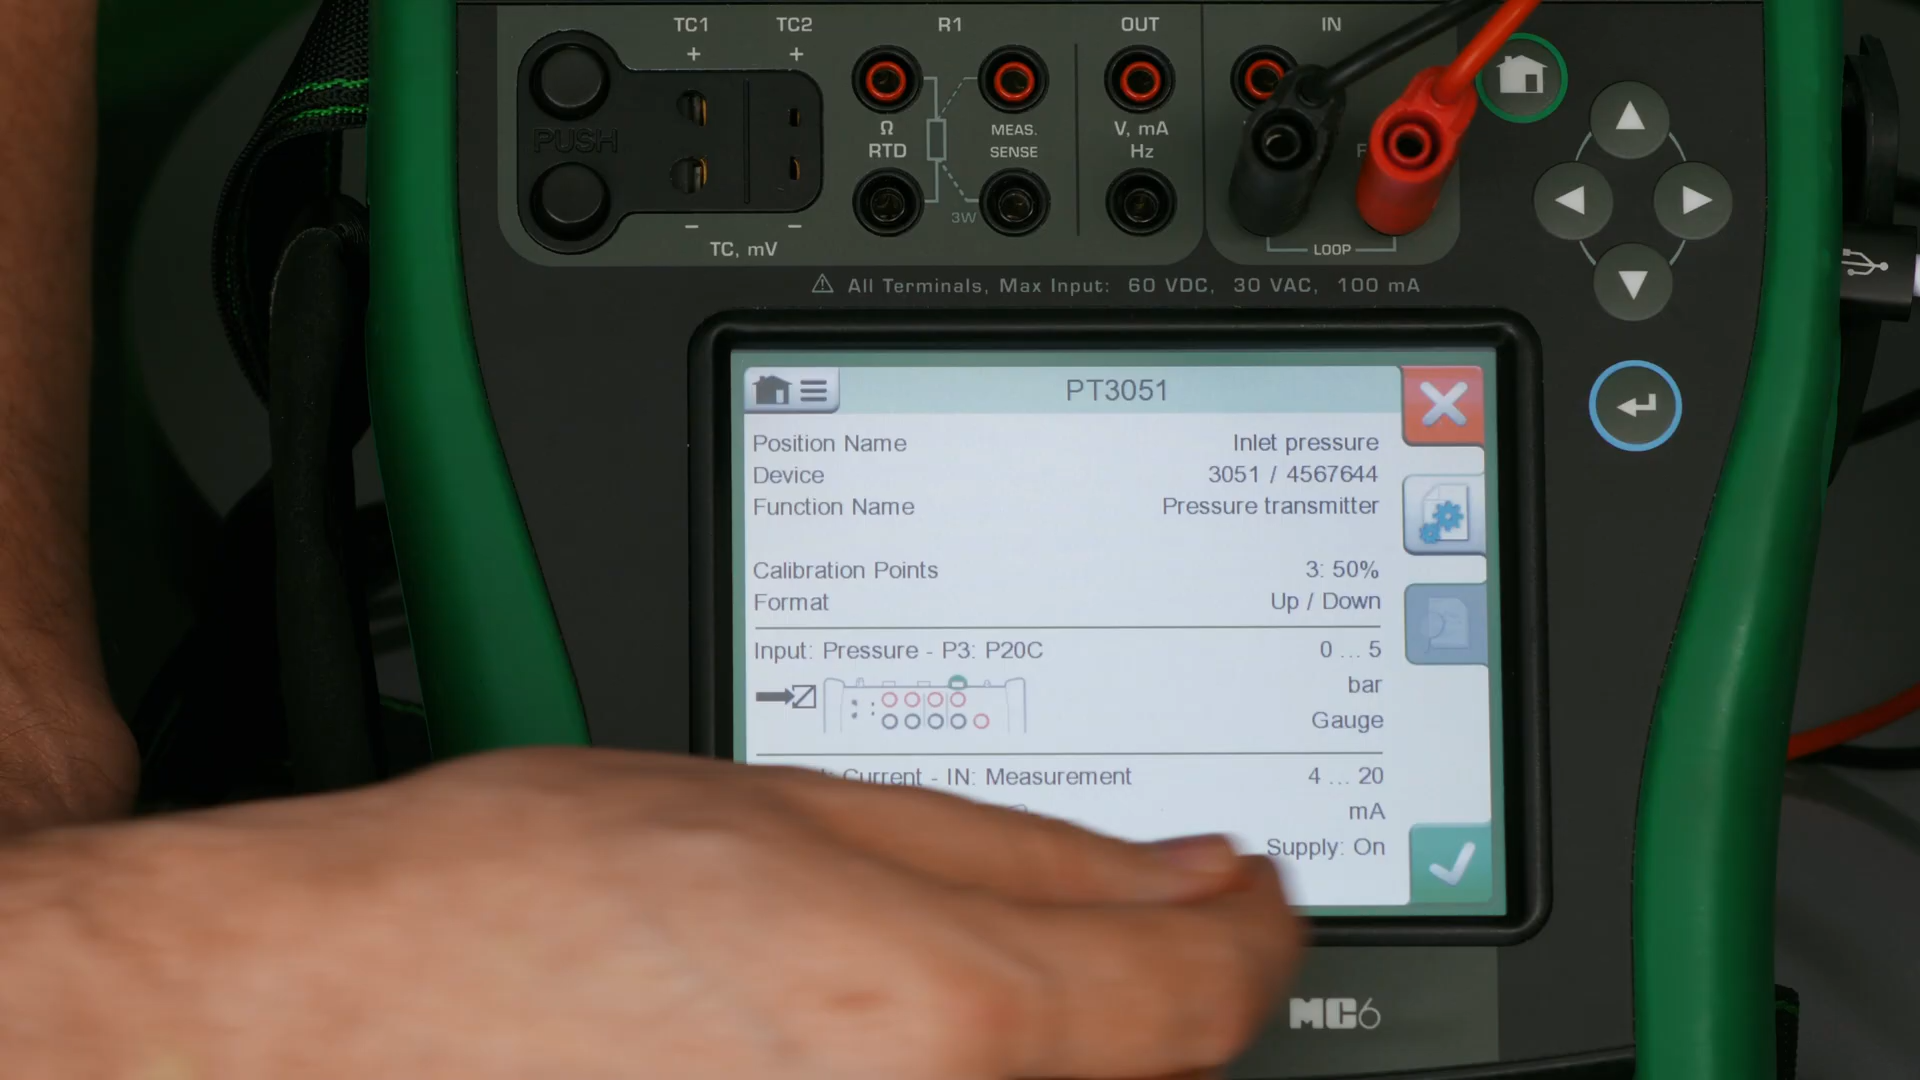 TC1 TC2 R1 OUT IN
+ +
PUSH
Ω
RTD
MEAS.
SENSE
V, mA
Hz
F
3W
− −
TC, mV
LOOP
⚠ All Terminals, Max Input: 60 VDC, 30 VAC, 100 mA
PT3051
Position Name Inlet pressure
Device 3051 / 4567644
Function Name Pressure transmitter
Calibration Points 3: 50%
Format Up / Down
Input: Pressure - P3: P20C 0 ... 5
bar
Gauge
Current - IN: Measurement 4 ... 20
mA
Supply: On
MC6